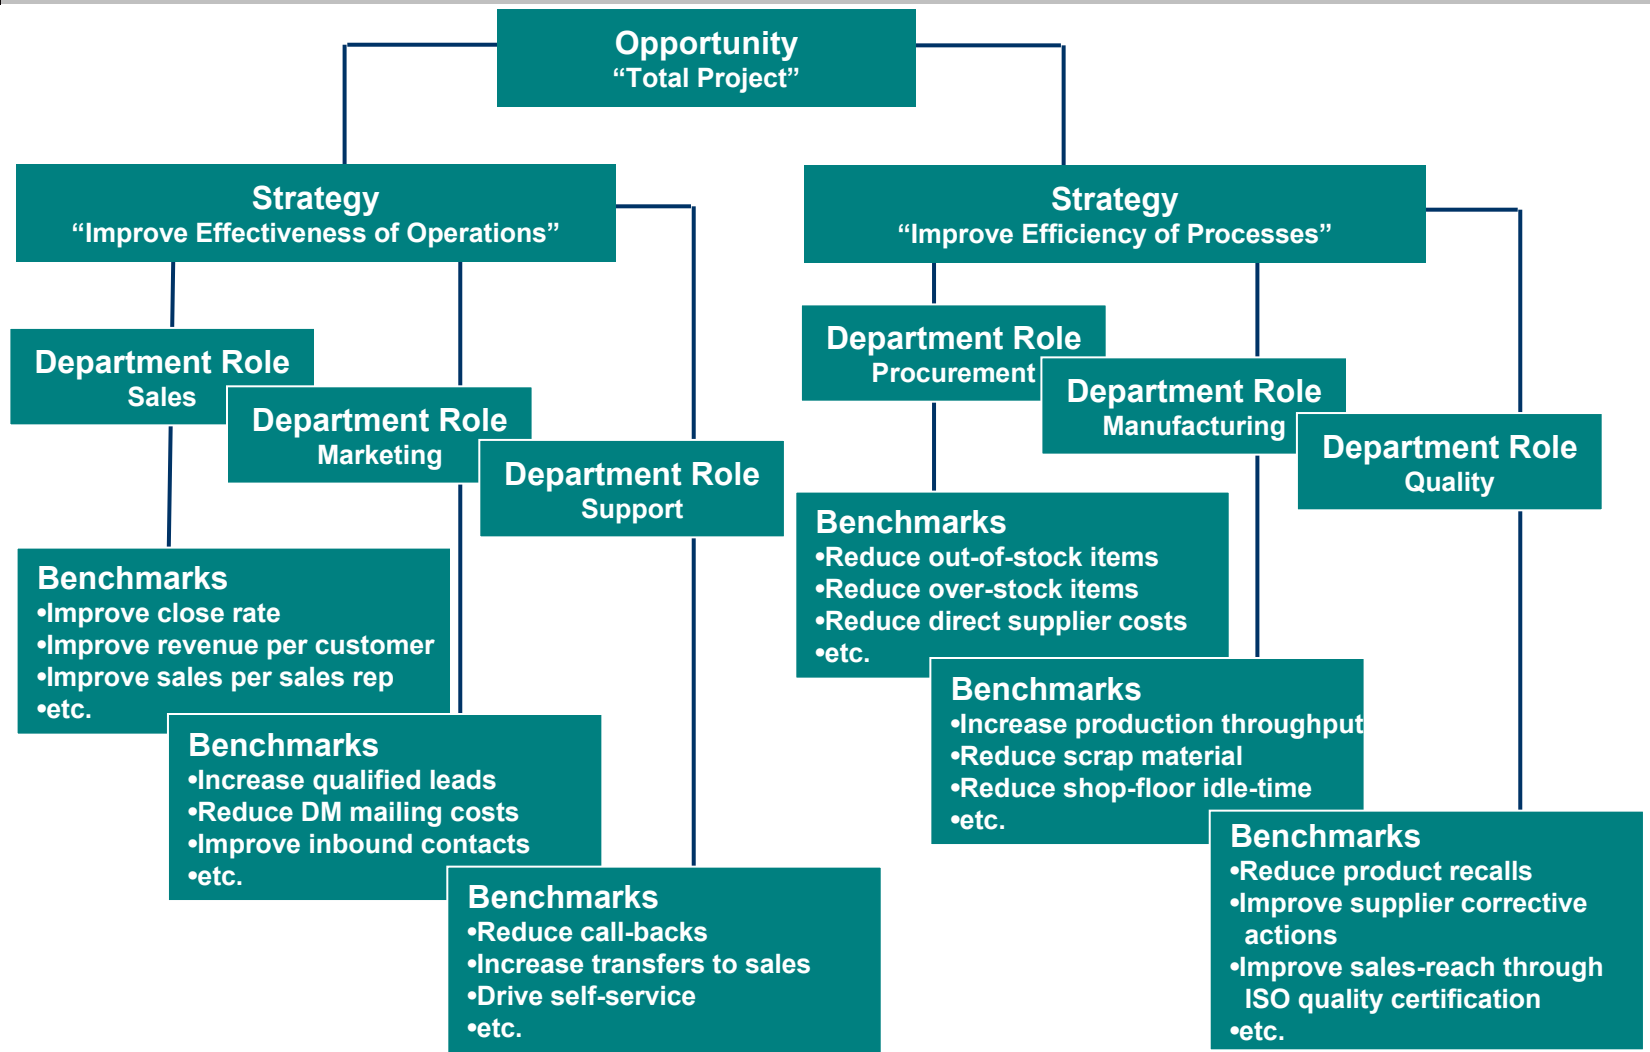 Opportunity
“Total Project”
Strategy
“Improve Effectiveness of Operations”
Strategy
“Improve Efficiency of Processes”
Department Role
Sales
Department Role
Marketing
Department Role
Support
Department Role
Procurement
Department Role
Manufacturing
Department Role
Quality
Benchmarks
•Improve close rate
•Improve revenue per customer
•Improve sales per sales rep
•etc.
Benchmarks
•Increase qualified leads
•Reduce DM mailing costs
•Improve inbound contacts
•etc.
Benchmarks
•Reduce call-backs
•Increase transfers to sales
•Drive self-service
•etc.
Benchmarks
•Reduce out-of-stock items
•Reduce over-stock items
•Reduce direct supplier costs
•etc.
Benchmarks
•Increase production throughput
•Reduce scrap material
•Reduce shop-floor idle-time
•etc.
Benchmarks
•Reduce product recalls
•Improve supplier corrective
actions
•Improve sales-reach through
ISO quality certification
•etc.